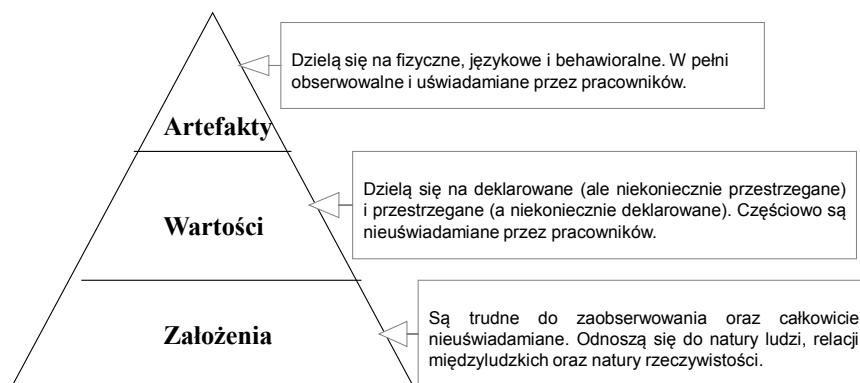 Dzielą się na fizyczne, językowe i behawioralne. W pełni
obserwowalne i uświadamiane przez pracowników.
Artefakty
Dzielą się na deklarowane (ale niekoniecznie przestrzegane)
i przestrzegane (a niekoniecznie deklarowane). Częściowo są
nieuświadamiane przez pracowników.
Wartości
Są trudne do zaobserwowania oraz całkowicie
nieuświadamiane. Odnoszą się do natury ludzi, relacji
międzyludzkich oraz natury rzeczywistości.
Założenia